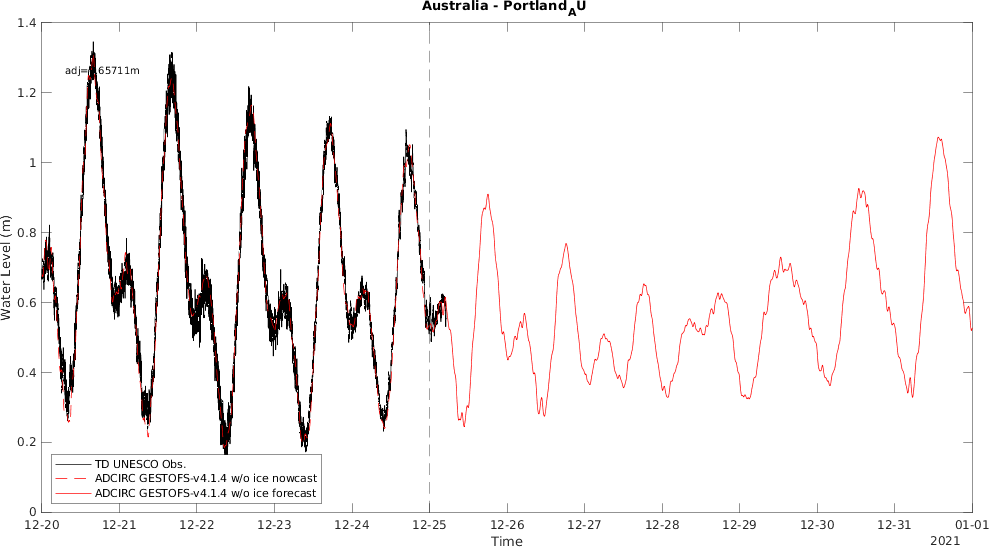 Australia - Portland_AU
adj=0.65711m
Water Level (m)
1.4
1.2
1
0.8
0.6
0.4
0.2
0
TD UNESCO Obs.
ADCIRC GESTOFS-v4.1.4 w/o ice nowcast
ADCIRC GESTOFS-v4.1.4 w/o ice forecast
12-20 12-21 12-22 12-23 12-24 12-25 12-26 12-27 12-28 12-29 12-30 12-31 01-01
Time
2021